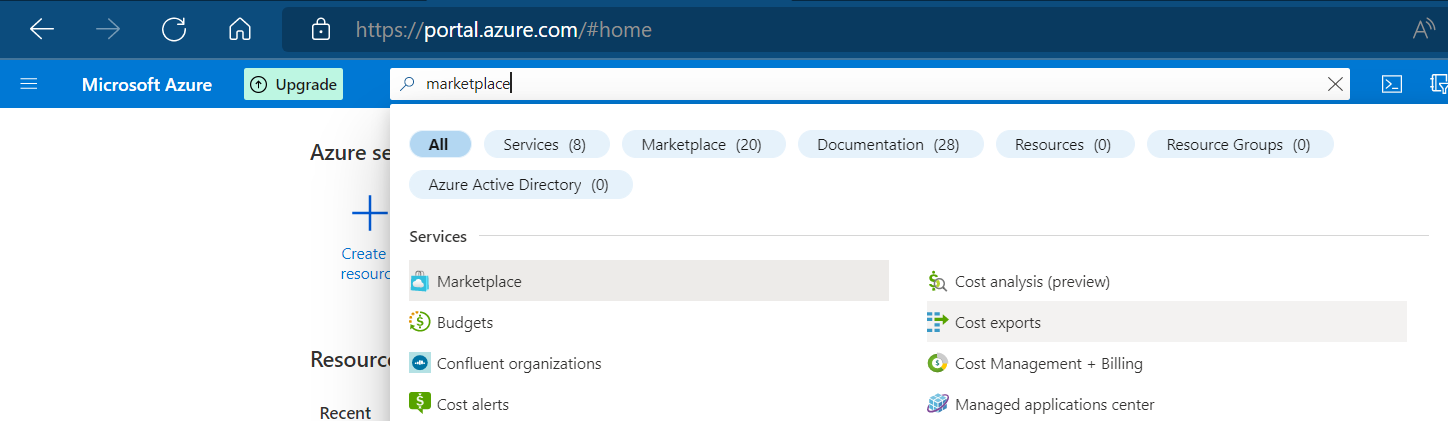 https://portal.azure.com/#home
Microsoft Azure
Upgrade
marketplace
All
Services (8)
Marketplace (20)
Documentation (28)
Resources (0)
Resource Groups (0)
Azure Active Directory (0)
Azure se
Create
resourc
Services
Marketplace
Cost analysis (preview)
Budgets
Cost exports
Confluent organizations
Cost Management + Billing
Cost alerts
Managed applications center
Resourc
Recent